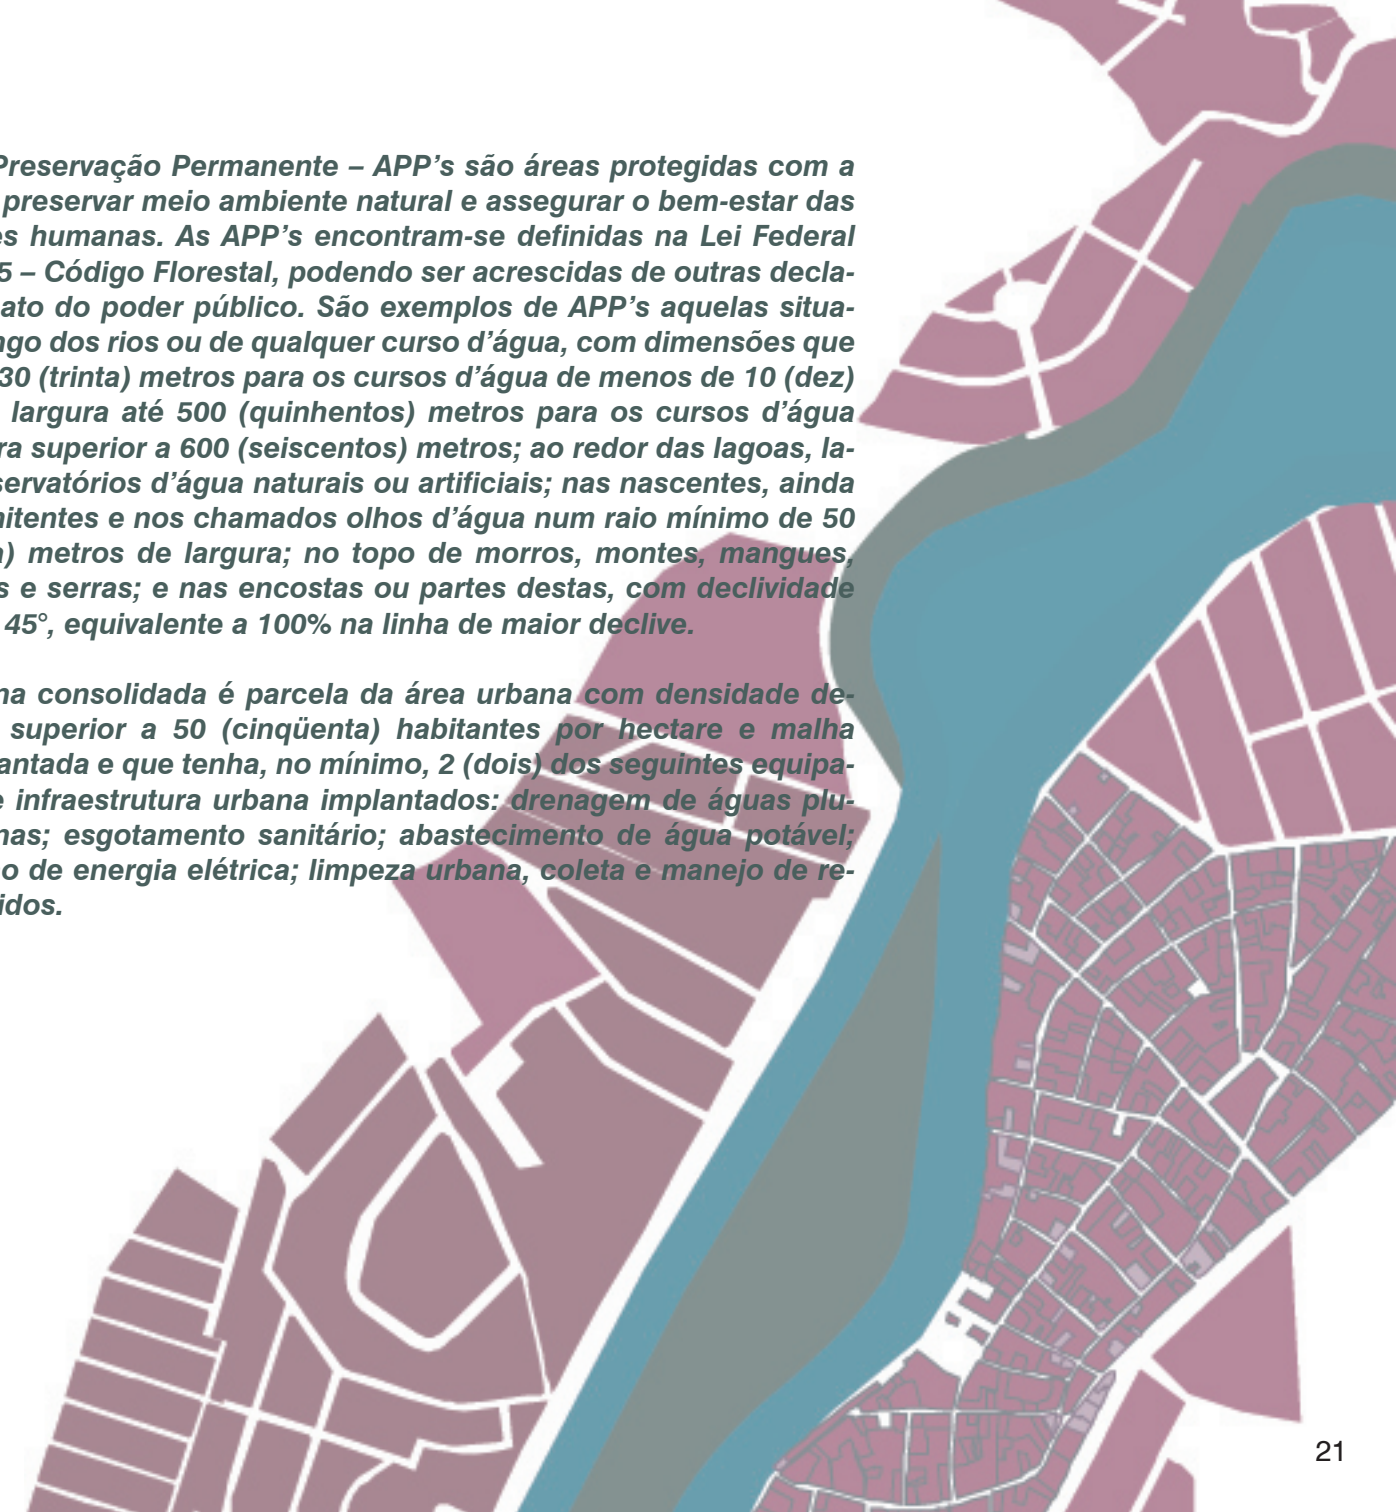 Preservação Permanente – APP’s são áreas protegidas com a
preservar meio ambiente natural e assegurar o bem-estar das
es humanas. As APP’s encontram-se definidas na Lei Federal
5 – Código Florestal, podendo ser acrescidas de outras decla-
ato do poder público. São exemplos de APP’s aquelas situa-
ngo dos rios ou de qualquer curso d’água, com dimensões que
30 (trinta) metros para os cursos d’água de menos de 10 (dez)
largura até 500 (quinhentos) metros para os cursos d’água
ra superior a 600 (seiscentos) metros; ao redor das lagoas, la-
servatórios d’água naturais ou artificiais; nas nascentes, ainda
mitentes e nos chamados olhos d’água num raio mínimo de 50
a) metros de largura; no topo de morros, montes, mangues,
s e serras; e nas encostas ou partes destas, com declividade
45°, equivalente a 100% na linha de maior declive.
na consolidada é parcela da área urbana com densidade de-
superior a 50 (cinqüenta) habitantes por hectare e malha
antada e que tenha, no mínimo, 2 (dois) dos seguintes equipa-
e infraestrutura urbana implantados: drenagem de águas plu-
nas; esgotamento sanitário; abastecimento de água potável;
o de energia elétrica; limpeza urbana, coleta e manejo de re-
idos.
21